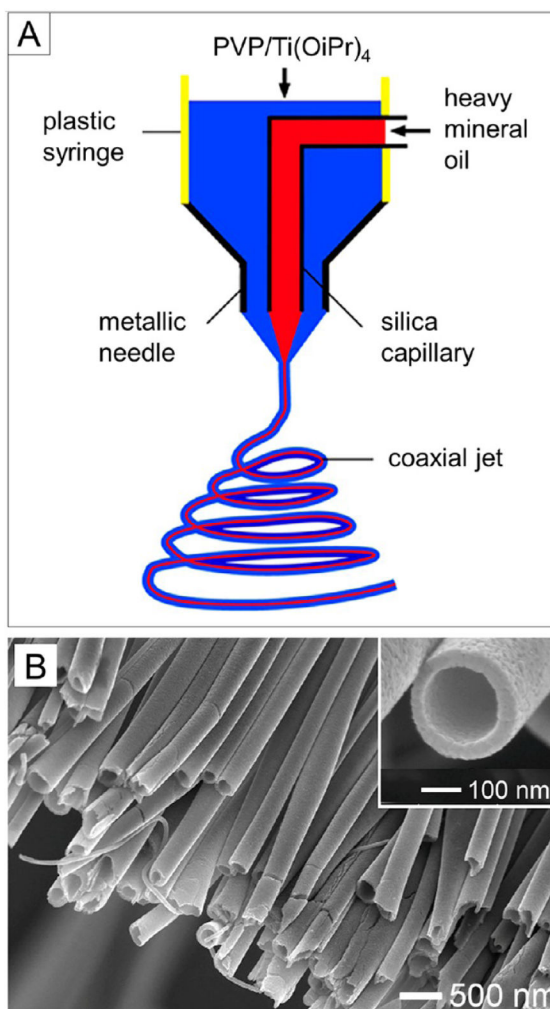 A
PVP/Ti(OiPr)4
plastic
syringe
heavy
mineral
oil
metallic
needle
silica
capillary
coaxial jet
B
100 nm
500 nm